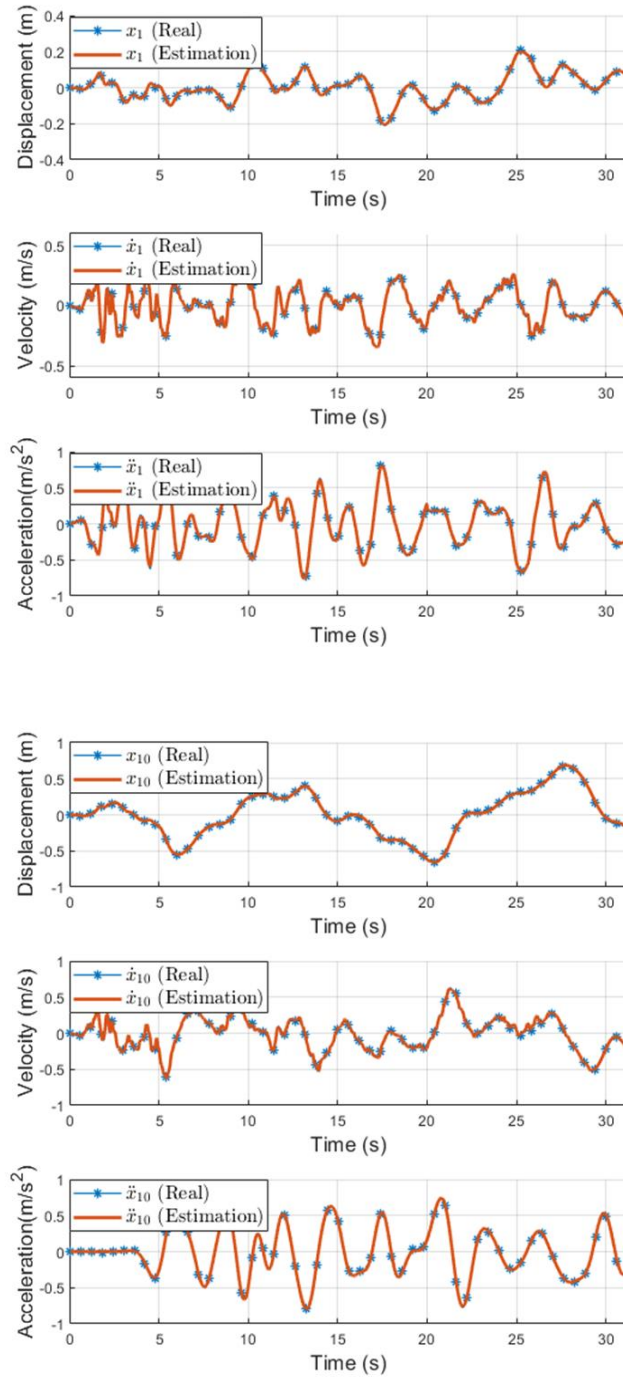 Displacement (m)
0.4
0.2
0
-0.2
-0.4
x₁ (Real)
x₁ (Estimation)
0 5 10 15 20 25 30
Time (s)
Velocity (m/s)
0.5
0
-0.5
ẋ₁ (Real)
ẋ₁ (Estimation)
0 5 10 15 20 25 30
Time (s)
Acceleration(m/s²)
1
0.5
0
-0.5
-1
ẍ₁ (Real)
ẍ₁ (Estimation)
0 5 10 15 20 25 30
Time (s)
Displacement (m)
1
0.5
0
-0.5
-1
x₁₀ (Real)
x₁₀ (Estimation)
0 5 10 15 20 25 30
Time (s)
Velocity (m/s)
1
0.5
0
-0.5
-1
ẋ₁₀ (Real)
ẋ₁₀ (Estimation)
0 5 10 15 20 25 30
Time (s)
Acceleration(m/s²)
1
0.5
0
-0.5
-1
ẍ₁₀ (Real)
ẍ₁₀ (Estimation)
0 5 10 15 20 25 30
Time (s)